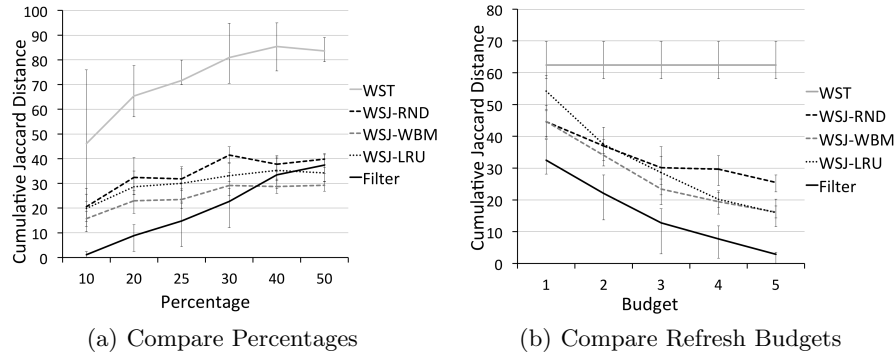 Cumulative Jaccard Distance
100
90
80
70
60
50
40
30
20
10
0
10 20 25 30 40 50
Percentage
WST
WSJ-RND
WSJ-WBM
WSJ-LRU
Filter
(a) Compare Percentages
Cumulative Jaccard Distance
80
70
60
50
40
30
20
10
0
1 2 3 4 5
Budget
WST
WSJ-RND
WSJ-WBM
WSJ-LRU
Filter
(b) Compare Refresh Budgets